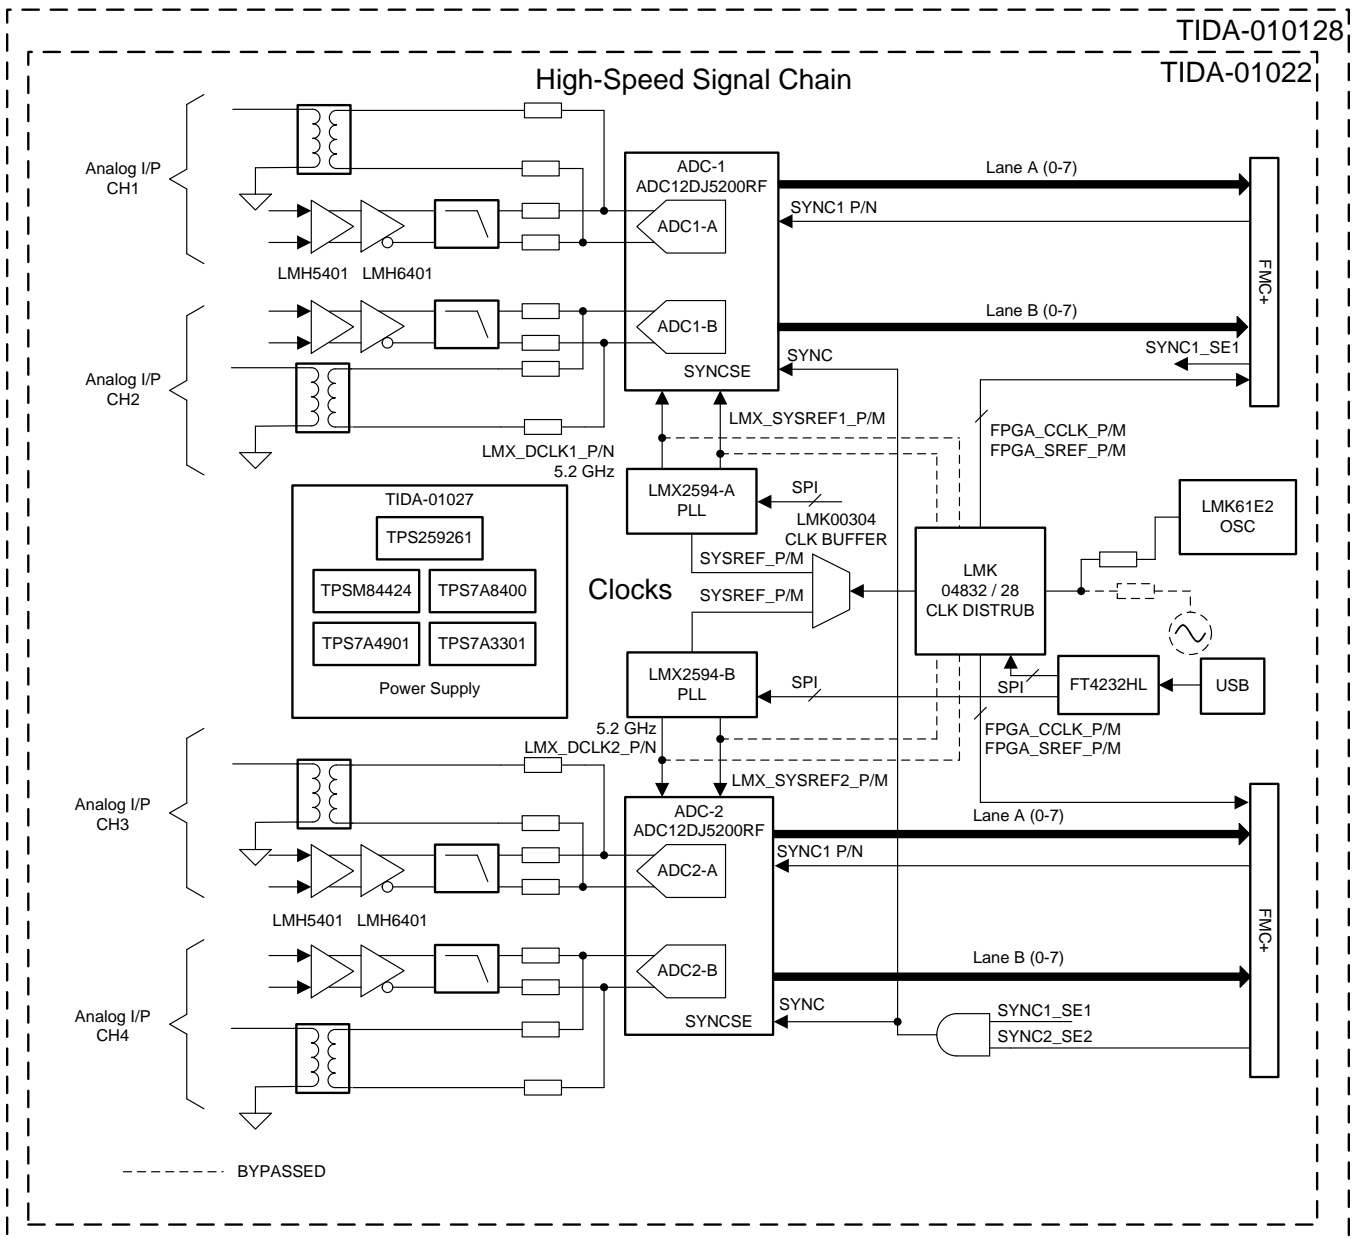 TIDA-010128
TIDA-01022
High-Speed Signal Chain
Analog I/P
CH1
LMH5401
LMH6401
ADC-1
ADC12DJ5200RF
ADC1-A
ADC1-B
SYNCSE
Lane A (0-7)
SYNC1 P/N
Lane B (0-7)
SYNC
SYNC1_SE1
FMC+
Analog I/P
CH2
LMX_DCLK1_P/N
5.2 GHz
LMX_SYSREF1_P/M
FPGA_CCLK_P/M
FPGA_SREF_P/M
LMX2594-A
PLL
SPI
LMK00304
CLK BUFFER
SYSREF_P/M
SYSREF_P/M
Clocks
LMK
04832 / 28
CLK DISTRUB
LMK61E2
OSC
TIDA-01027
TPS259261
TPSM84424
TPS7A8400
TPS7A4901
TPS7A3301
Power Supply
LMX2594-B
PLL
SPI
SPI
FT4232HL
USB
5.2 GHz
LMX_DCLK2_P/N
LMX_SYSREF2_P/M
FPGA_CCLK_P/M
FPGA_SREF_P/M
Analog I/P
CH3
LMH5401
LMH6401
ADC-2
ADC12DJ5200RF
ADC2-A
ADC2-B
SYNCSE
Lane A (0-7)
SYNC1 P/N
Lane B (0-7)
SYNC
SYNC1_SE1
SYNC2_SE2
FMC+
Analog I/P
CH4
BYPASSED